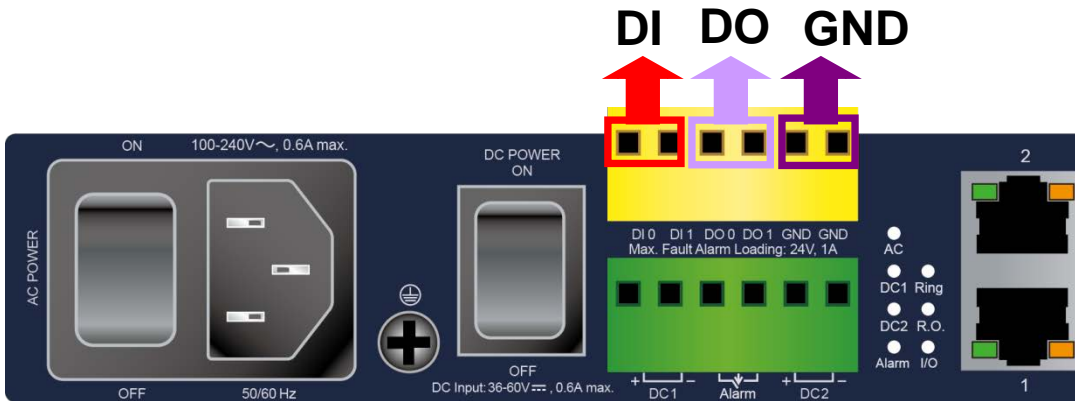 DI DO GND
ON
100-240V∼, 0.6A max.
AC POWER
OFF
50/60 Hz
DC POWER
ON
OFF
DC Input: 36-60V⎓, 0.6A max.
DI 0 DI 1 DO 0 DO 1 GND GND
Max. Fault Alarm Loading: 24V, 1A
+ − + −
DC1 Alarm DC2
AC
DC1 Ring
DC2 R.O.
Alarm I/O
2
1